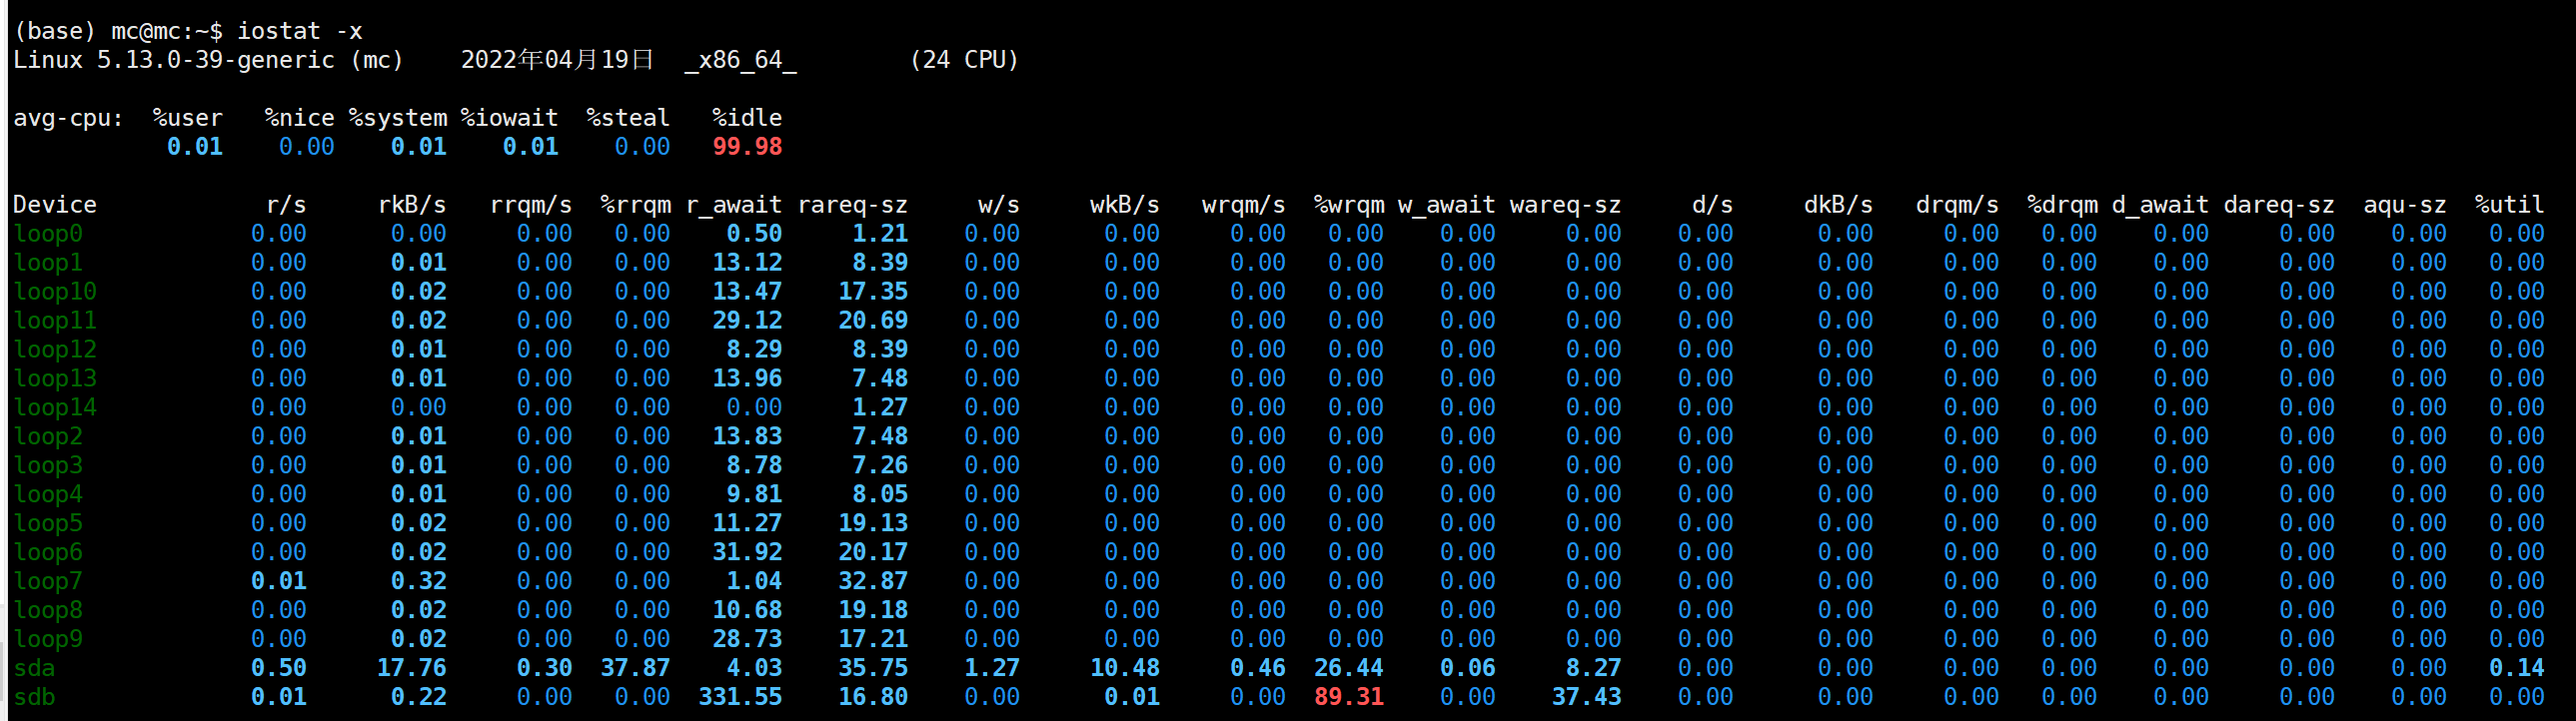 (base) mc@mc:~$ iostat -x
Linux 5.13.0-39-generic (mc) 2022年04月19日 _x86_64_ (24 CPU)
avg-cpu: %user %nice %system %iowait %steal %idle
0.01 0.00 0.01 0.01 0.00 99.98
Device r/s rkB/s rrqm/s %rrqm r_await rareq-sz w/s wkB/s wrqm/s %wrqm w_await wareq-sz d/s dkB/s drqm/s %drqm d_await dareq-sz aqu-sz %util
loop0 0.00 0.00 0.00 0.00 0.50 1.21 0.00 0.00 0.00 0.00 0.00 0.00 0.00 0.00 0.00 0.00 0.00 0.00 0.00 0.00
loop1 0.00 0.01 0.00 0.00 13.12 8.39 0.00 0.00 0.00 0.00 0.00 0.00 0.00 0.00 0.00 0.00 0.00 0.00 0.00 0.00
loop10 0.00 0.02 0.00 0.00 13.47 17.35 0.00 0.00 0.00 0.00 0.00 0.00 0.00 0.00 0.00 0.00 0.00 0.00 0.00 0.00
loop11 0.00 0.02 0.00 0.00 29.12 20.69 0.00 0.00 0.00 0.00 0.00 0.00 0.00 0.00 0.00 0.00 0.00 0.00 0.00 0.00
loop12 0.00 0.01 0.00 0.00 8.29 8.39 0.00 0.00 0.00 0.00 0.00 0.00 0.00 0.00 0.00 0.00 0.00 0.00 0.00 0.00
loop13 0.00 0.01 0.00 0.00 13.96 7.48 0.00 0.00 0.00 0.00 0.00 0.00 0.00 0.00 0.00 0.00 0.00 0.00 0.00 0.00
loop14 0.00 0.00 0.00 0.00 0.00 1.27 0.00 0.00 0.00 0.00 0.00 0.00 0.00 0.00 0.00 0.00 0.00 0.00 0.00 0.00
loop2 0.00 0.01 0.00 0.00 13.83 7.48 0.00 0.00 0.00 0.00 0.00 0.00 0.00 0.00 0.00 0.00 0.00 0.00 0.00 0.00
loop3 0.00 0.01 0.00 0.00 8.78 7.26 0.00 0.00 0.00 0.00 0.00 0.00 0.00 0.00 0.00 0.00 0.00 0.00 0.00 0.00
loop4 0.00 0.01 0.00 0.00 9.81 8.05 0.00 0.00 0.00 0.00 0.00 0.00 0.00 0.00 0.00 0.00 0.00 0.00 0.00 0.00
loop5 0.00 0.02 0.00 0.00 11.27 19.13 0.00 0.00 0.00 0.00 0.00 0.00 0.00 0.00 0.00 0.00 0.00 0.00 0.00 0.00
loop6 0.00 0.02 0.00 0.00 31.92 20.17 0.00 0.00 0.00 0.00 0.00 0.00 0.00 0.00 0.00 0.00 0.00 0.00 0.00 0.00
loop7 0.01 0.32 0.00 0.00 1.04 32.87 0.00 0.00 0.00 0.00 0.00 0.00 0.00 0.00 0.00 0.00 0.00 0.00 0.00 0.00
loop8 0.00 0.02 0.00 0.00 10.68 19.18 0.00 0.00 0.00 0.00 0.00 0.00 0.00 0.00 0.00 0.00 0.00 0.00 0.00 0.00
loop9 0.00 0.02 0.00 0.00 28.73 17.21 0.00 0.00 0.00 0.00 0.00 0.00 0.00 0.00 0.00 0.00 0.00 0.00 0.00 0.00
sda 0.50 17.76 0.30 37.87 4.03 35.75 1.27 10.48 0.46 26.44 0.06 8.27 0.00 0.00 0.00 0.00 0.00 0.00 0.00 0.14
sdb 0.01 0.22 0.00 0.00 331.55 16.80 0.00 0.01 0.00 89.31 0.00 37.43 0.00 0.00 0.00 0.00 0.00 0.00 0.00 0.00